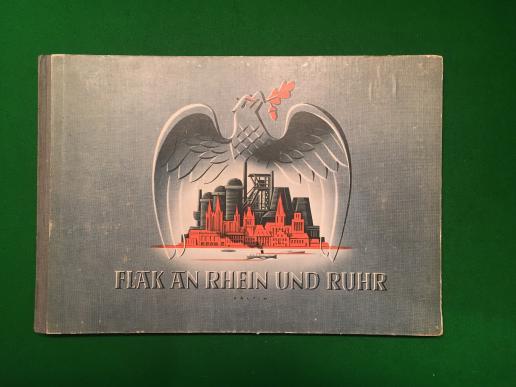 FLAK AN RHEIN UND RUHR